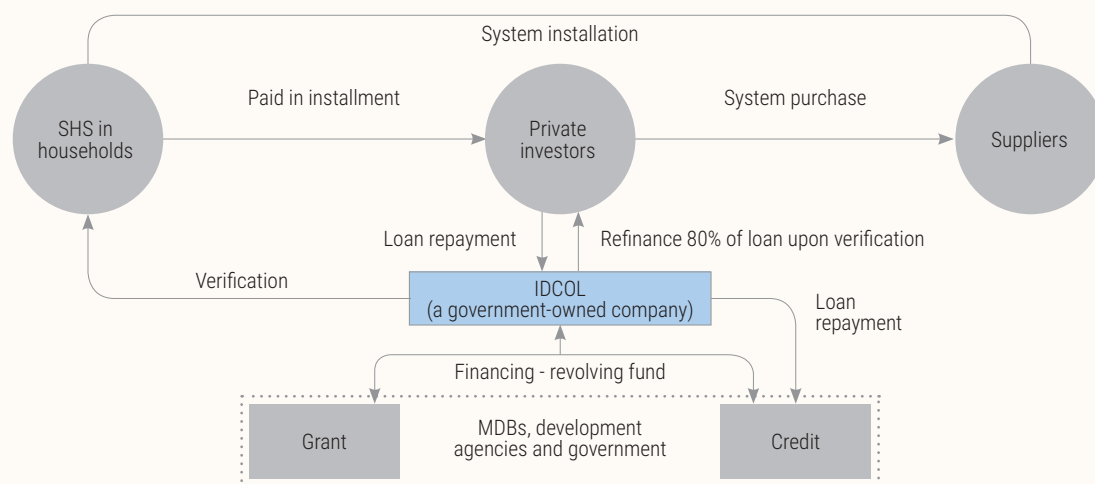 System installation
Paid in installment
System purchase
SHS in
households
Private
investors
Suppliers
Loan repayment
Refinance 80% of loan upon verification
Verification
IDCOL
(a government-owned company)
Loan
repayment
Financing - revolving fund
Grant
MDBs, development
agencies and government
Credit